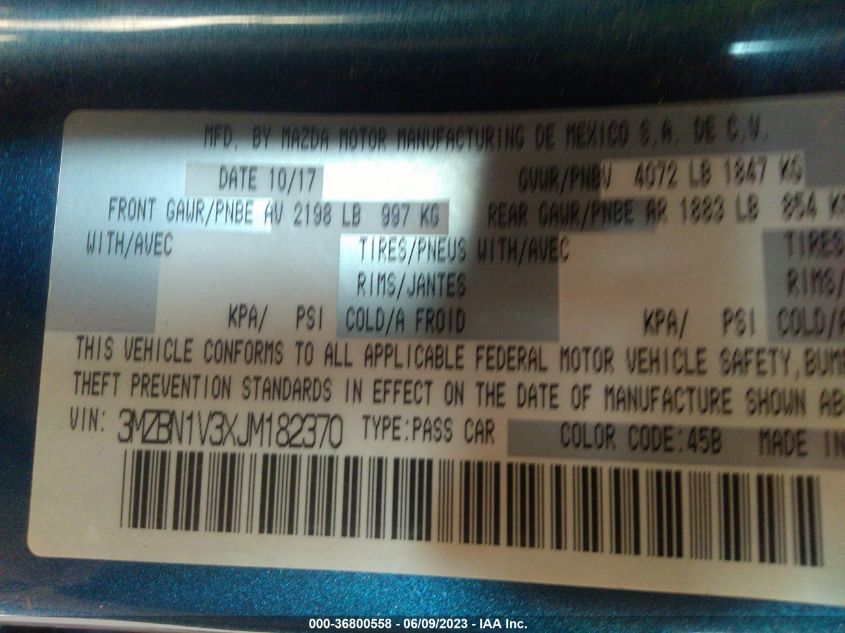 MFD. BY MAZDA MOTOR MANUFACTURING DE MEXICO S.A. DE C.V.
DATE 10/17 GVWR/PNBV 4072 LB 1847 KG
FRONT GAWR/PNBE AV 2198 LB 997 KG REAR GAWR/PNBE AR 1883 LB 854 KG
WITH/AVEC TIRES/PNEUS WITH/AVEC TIRES/
RIMS/JANTES RIMS/
KPA/ PSI COLD/A FROID KPA/ PSI COLD/A
THIS VEHICLE CONFORMS TO ALL APPLICABLE FEDERAL MOTOR VEHICLE SAFETY, BUM
THEFT PREVENTION STANDARDS IN EFFECT ON THE DATE OF MANUFACTURE SHOWN AB
VIN: 3MZBN1V3XJM182370 TYPE:PASS CAR COLOR CODE:45B MADE IN
000-36800558 - 06/09/2023 - IAA Inc.